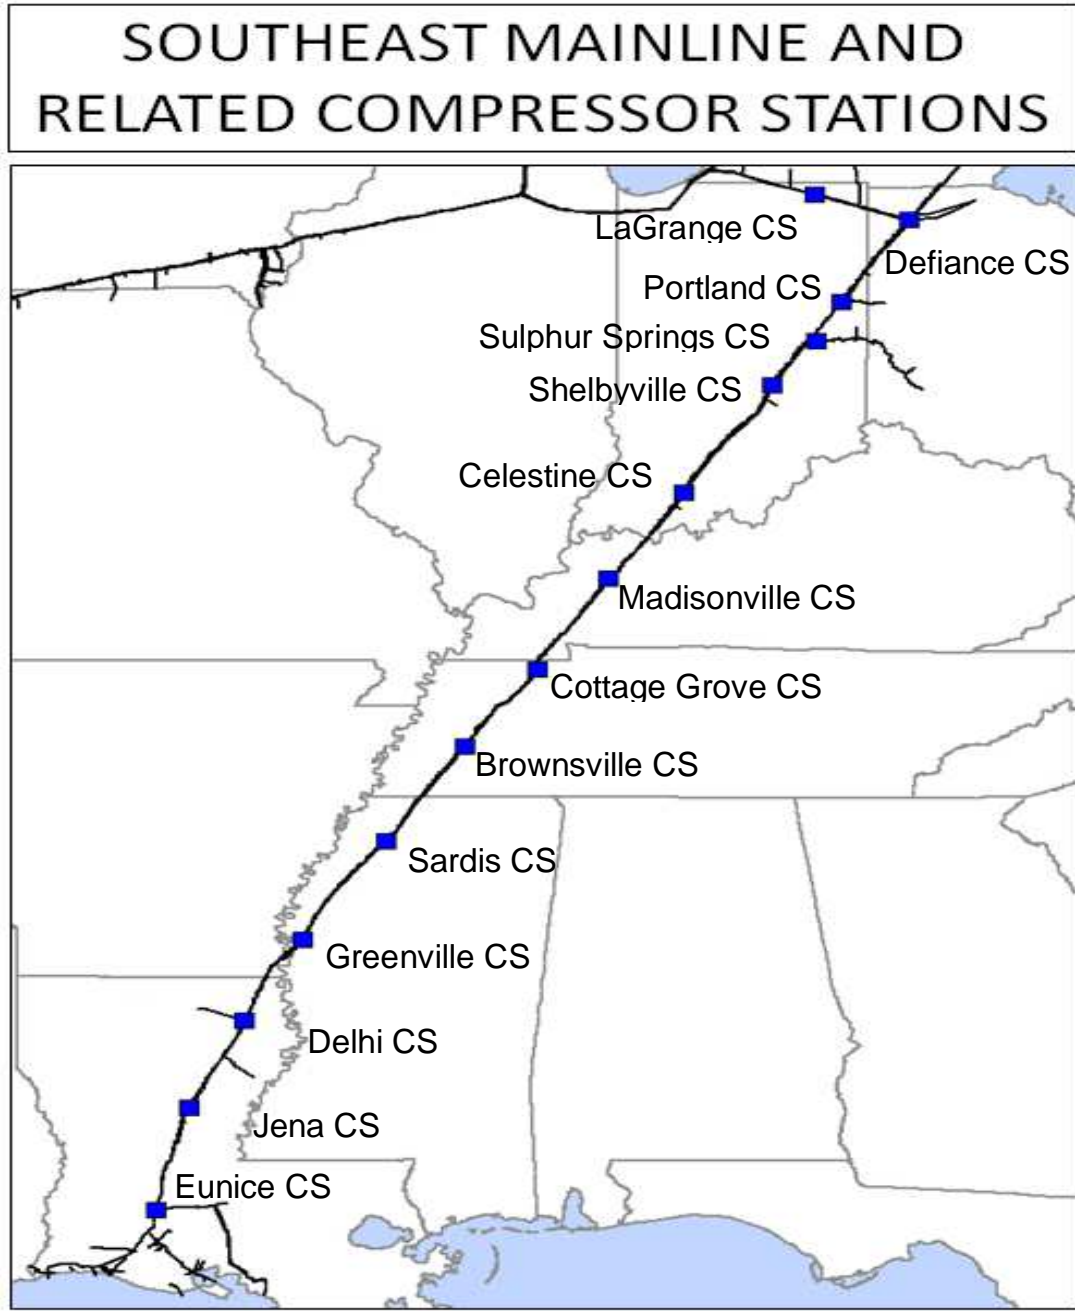 SOUTHEAST MAINLINE AND
RELATED COMPRESSOR STATIONS
LaGrange CS
Defiance CS
Portland CS
Sulphur Springs CS
Shelbyville CS
Celestine CS
Madisonville CS
Cottage Grove CS
Brownsville CS
Sardis CS
Greenville CS
Delhi CS
Jena CS
Eunice CS